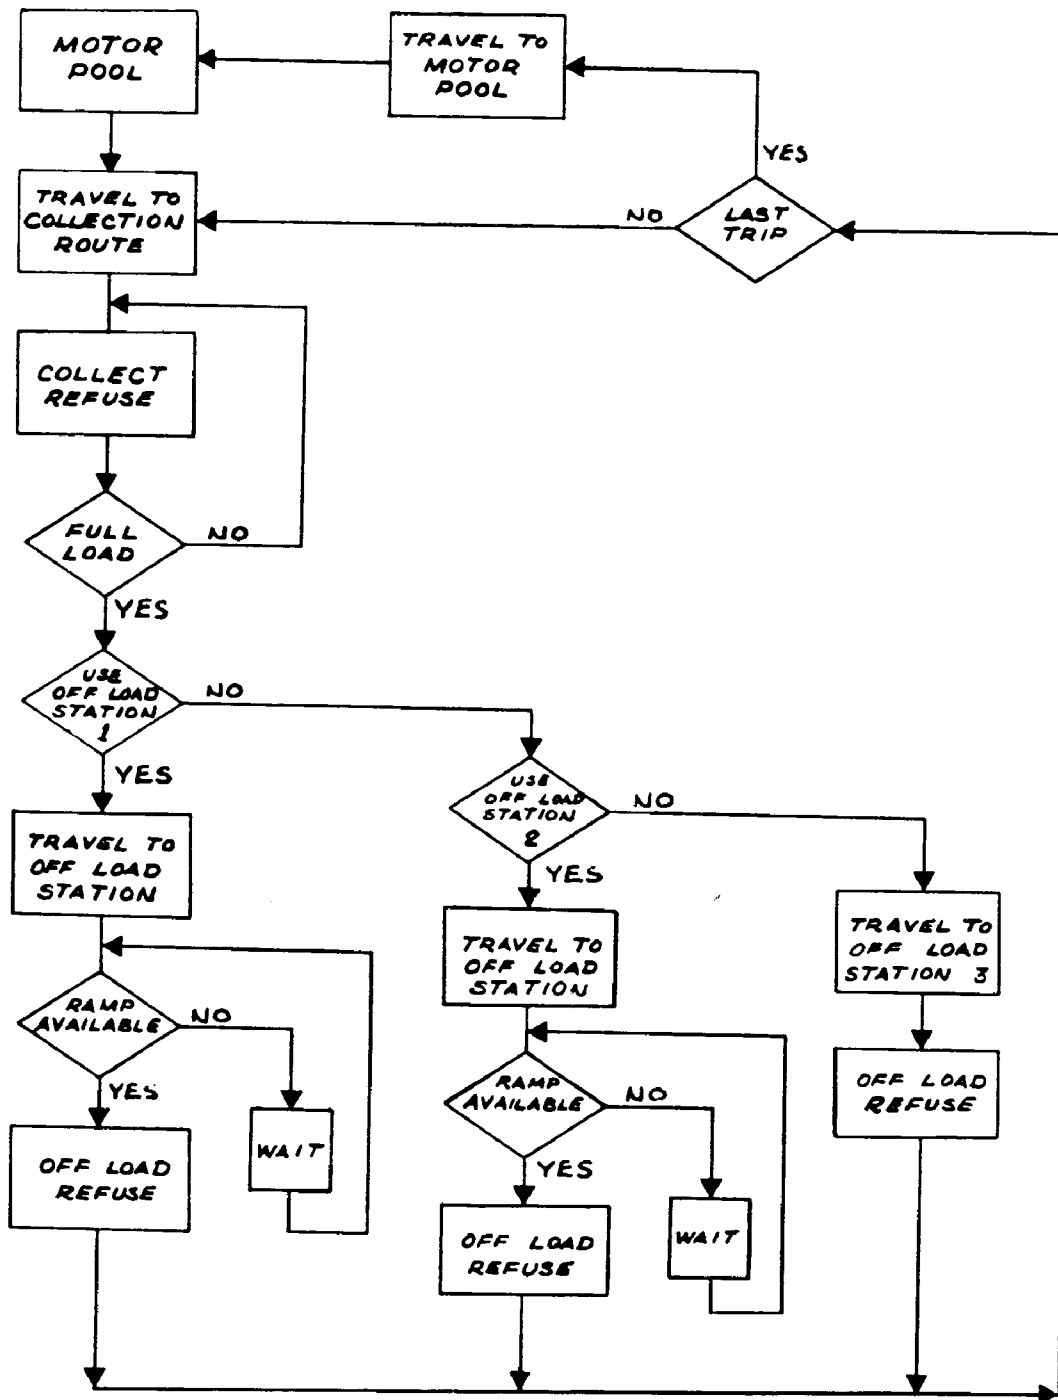 MOTOR
POOL
TRAVEL TO
MOTOR
POOL
YES
LAST
TRIP
NO
TRAVEL TO
COLLECTION
ROUTE
COLLECT
REFUSE
FULL
LOAD
NO
YES
USE
OFF LOAD
STATION
1
NO
YES
USE
OFF LOAD
STATION
2
NO
YES
TRAVEL TO
OFF LOAD
STATION
TRAVEL TO
OFF LOAD
STATION
TRAVEL TO
OFF LOAD
STATION 3
RAMP
AVAILABLE
NO
YES
WAIT
OFF LOAD
REFUSE
RAMP
AVAILABLE
NO
YES
WAIT
OFF LOAD
REFUSE
OFF LOAD
REFUSE